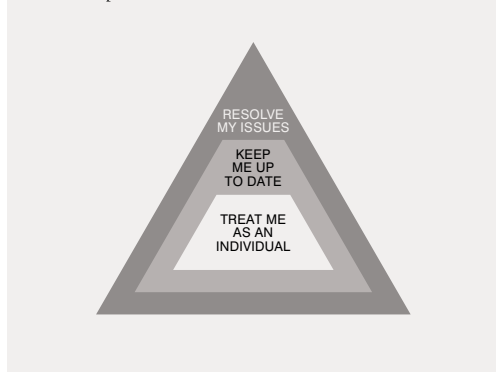 RESOLVE
MY ISSUES
KEEP
ME UP
TO DATE
TREAT ME
AS AN
INDIVIDUAL